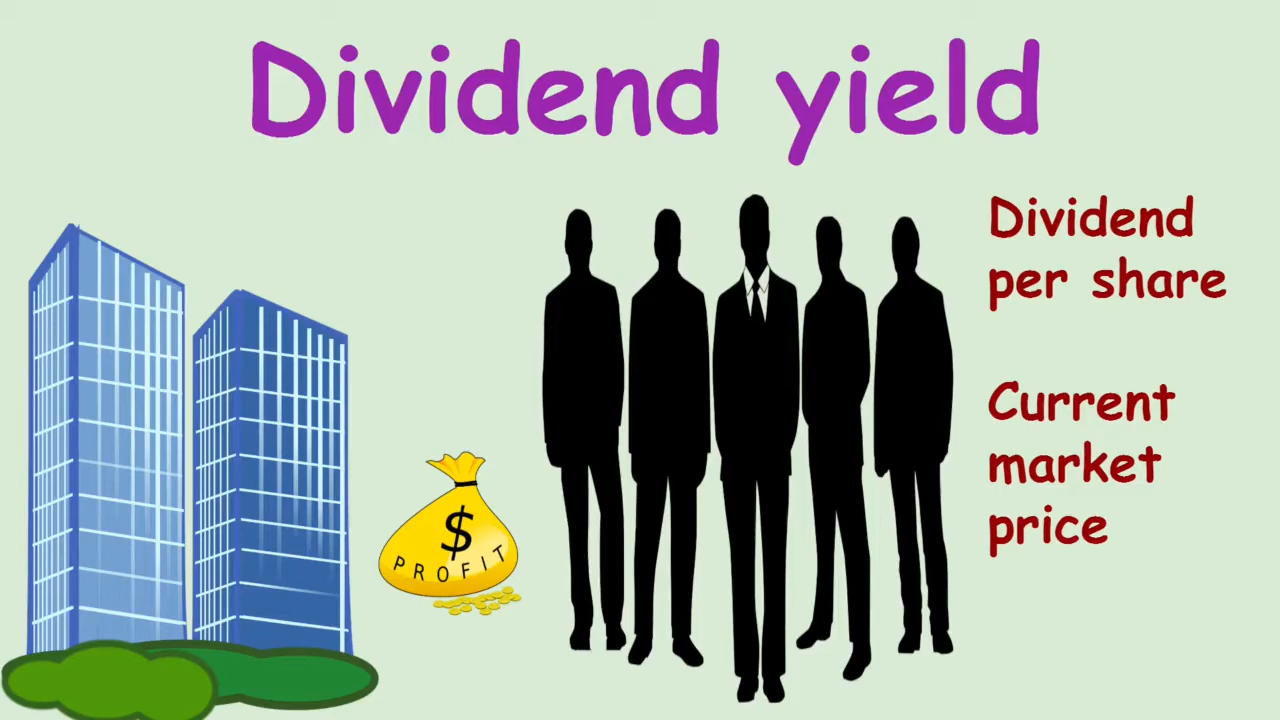 Dividend yield
Dividend
per share
Current
market
price
$
PROFIT